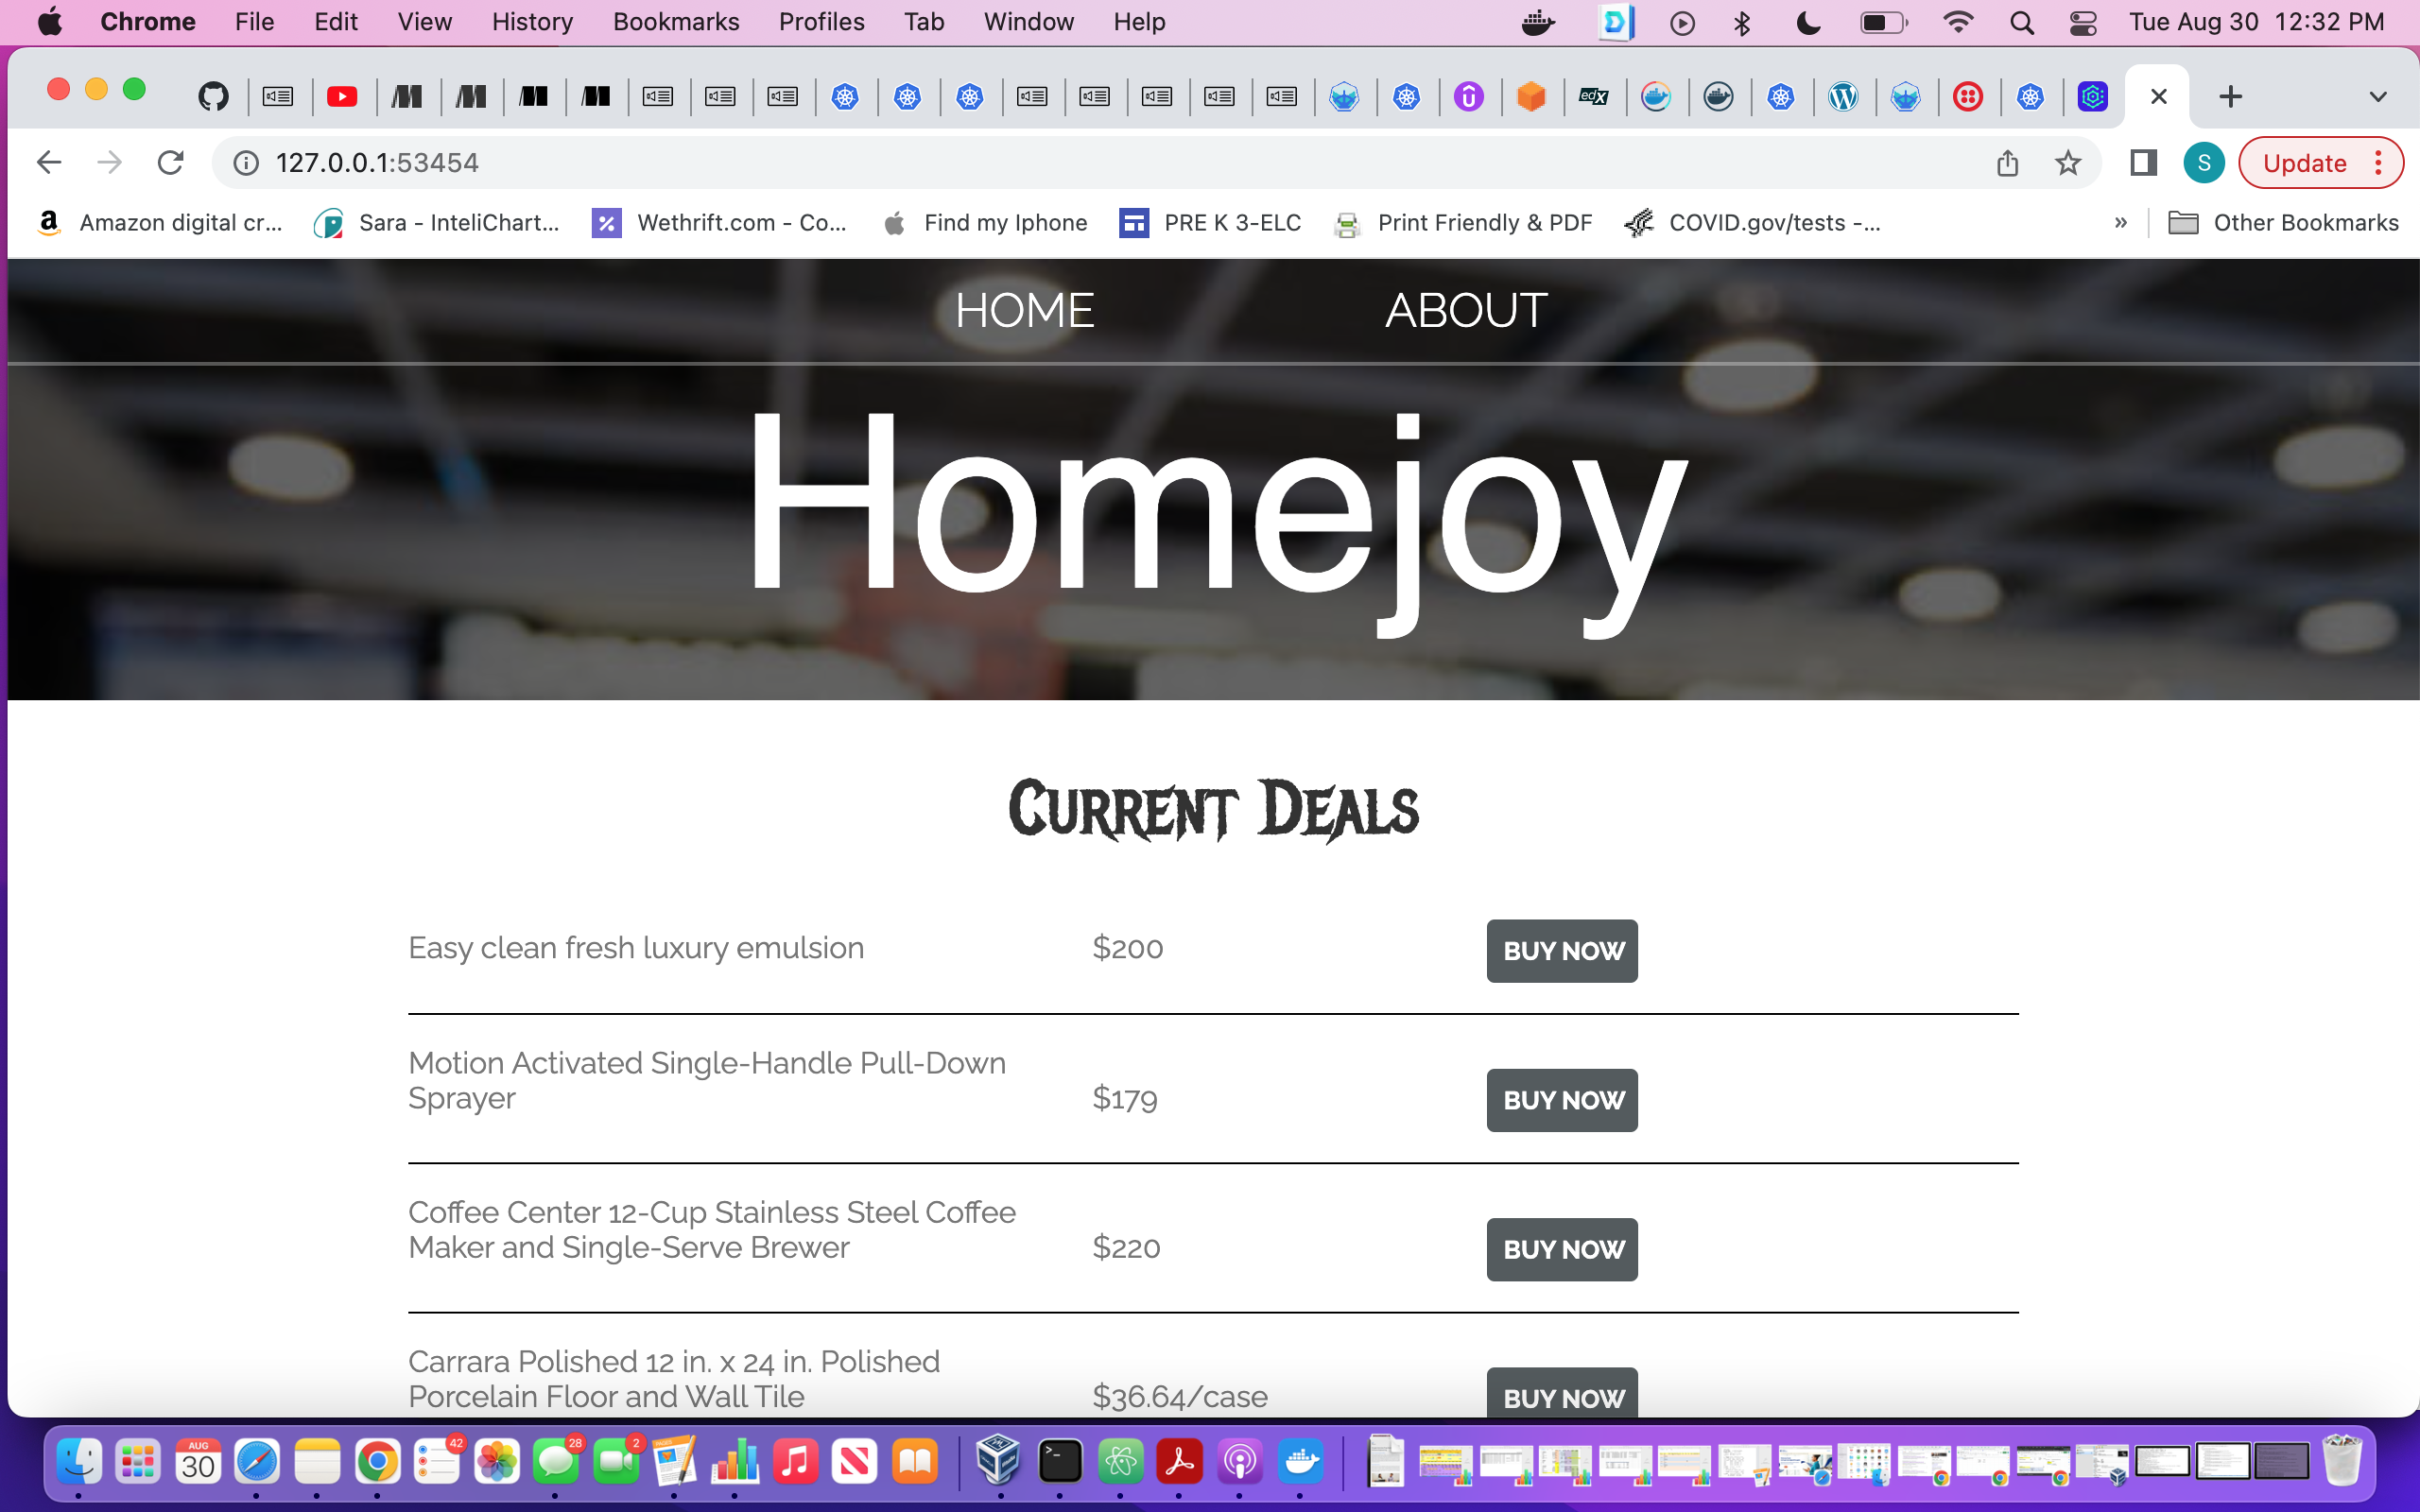 Chrome File Edit View History Bookmarks Profiles Tab Window Help Tue Aug 30 12:32 PM
edX
127.0.0.1:53454 S Update
a Amazon digital cr... Sara - InteliChart... Wethrift.com - Co... Find my Iphone PRE K 3-ELC Print Friendly & PDF COVID.gov/tests -... » Other Bookmarks
HOME ABOUT
Homejoy
Current Deals
Easy clean fresh luxury emulsion $200 BUY NOW
Motion Activated Single-Handle Pull-Down
Sprayer $179 BUY NOW
Coffee Center 12-Cup Stainless Steel Coffee
Maker and Single-Serve Brewer $220 BUY NOW
Carrara Polished 12 in. x 24 in. Polished
Porcelain Floor and Wall Tile $36.64/case BUY NOW
AUG 42 28 2
30